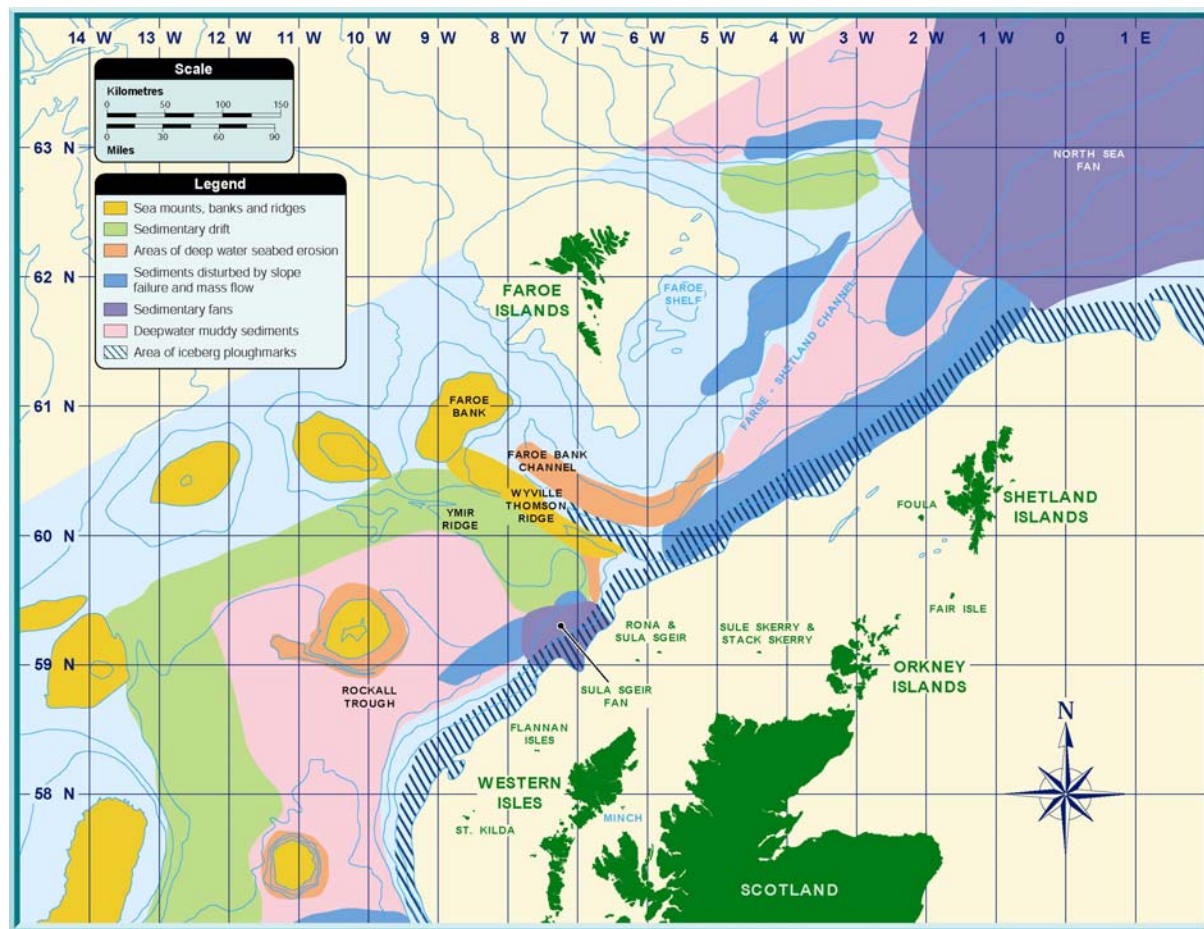 14 W 13 W 11 W 10 W 9 W 8 W 7 W 6 W 5 W 4 W 3 W 2 W 1 W 0 1 E
Scale
Kilometres
0 50 100 150
0 30 60 90
Miles
Legend
Sea mounts, banks and ridges
Sedimentary drift
Areas of deep water seabed erosion
Sediments disturbed by slope
failure and mass flow
Sedimentary fans
Deepwater muddy sediments
Area of iceberg ploughmarks
63 N
NORTH SEA
FAN
62 N
FAROE
ISLANDS
FAROE
SHELF
FAROE - SHETLAND CHANNEL
61 N
FAROE
BANK
FAROE BANK
CHANNEL
WYVILLE
THOMSON
RIDGE
YMIR
RIDGE
FOULA
SHETLAND
ISLANDS
60 N
FAIR ISLE
RONA &
SULA SGEIR
SULE SKERRY &
STACK SKERRY
59 N
ORKNEY
ISLANDS
ROCKALL
TROUGH
SULA SGEIR
FAN
N
FLANNAN
ISLES
58 N
WESTERN
ISLES
MINCH
ST. KILDA
SCOTLAND